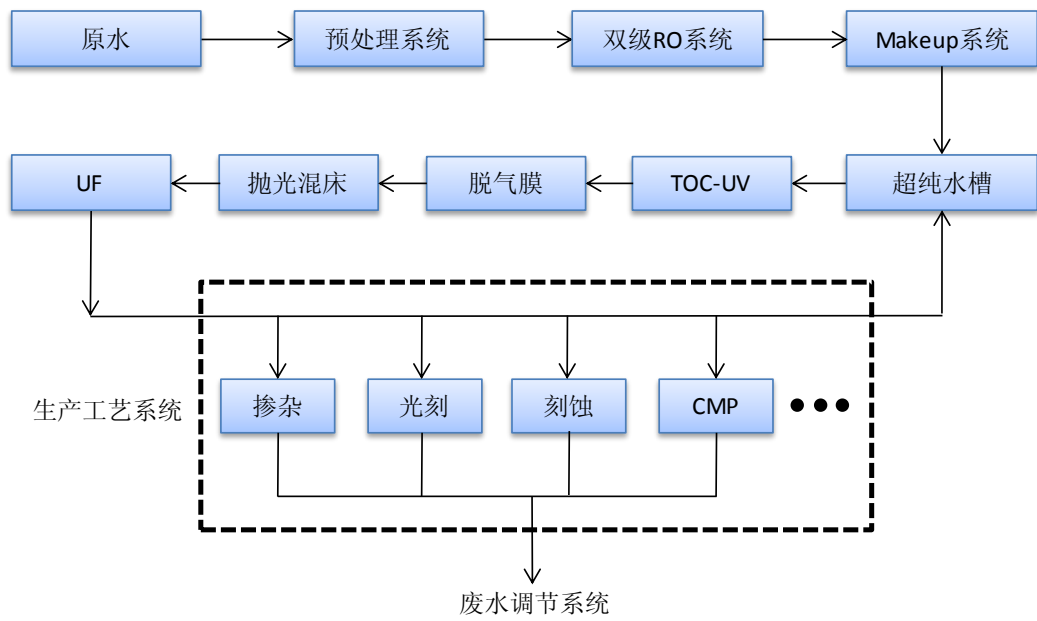 原水
预处理系统
双级RO系统
Makeup系统
UF
抛光混床
脱气膜
TOC-UV
超纯水槽
生产工艺系统
掺杂
光刻
刻蚀
CMP
废水调节系统